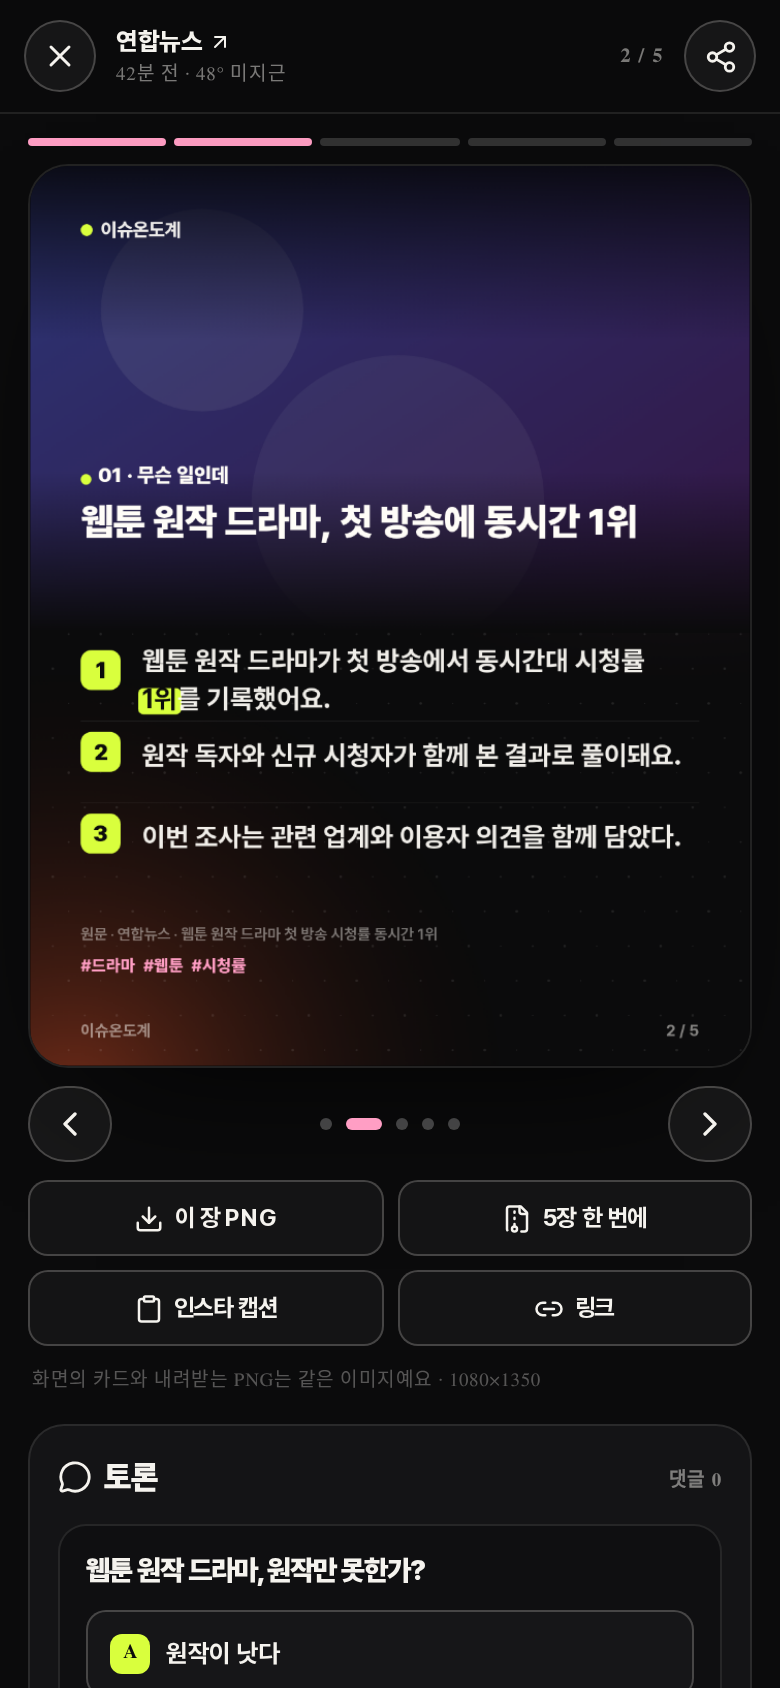 연합뉴스
42분 전 · 48° 미지근
2 / 5
이슈온도계
01 · 무슨 일인데
웹툰 원작 드라마, 첫 방송에 동시간 1위
1
웹툰 원작 드라마가 첫 방송에서 동시간대 시청률
1위를 기록했어요.
2
원작 독자와 신규 시청자가 함께 본 결과로 풀이돼요.
3
이번 조사는 관련 업계와 이용자 의견을 함께 담았다.
원문 · 연합뉴스 · 웹툰 원작 드라마 첫 방송 시청률 동시간 1위
#드라마 #웹툰 #시청률
이슈온도계
2 / 5
이 장 PNG
5장 한 번에
인스타 캡션
링크
화면의 카드와 내려받는 PNG는 같은 이미지예요 · 1080×1350
토론
댓글 0
웹툰 원작 드라마, 원작만 못한가?
A
원작이 낫다